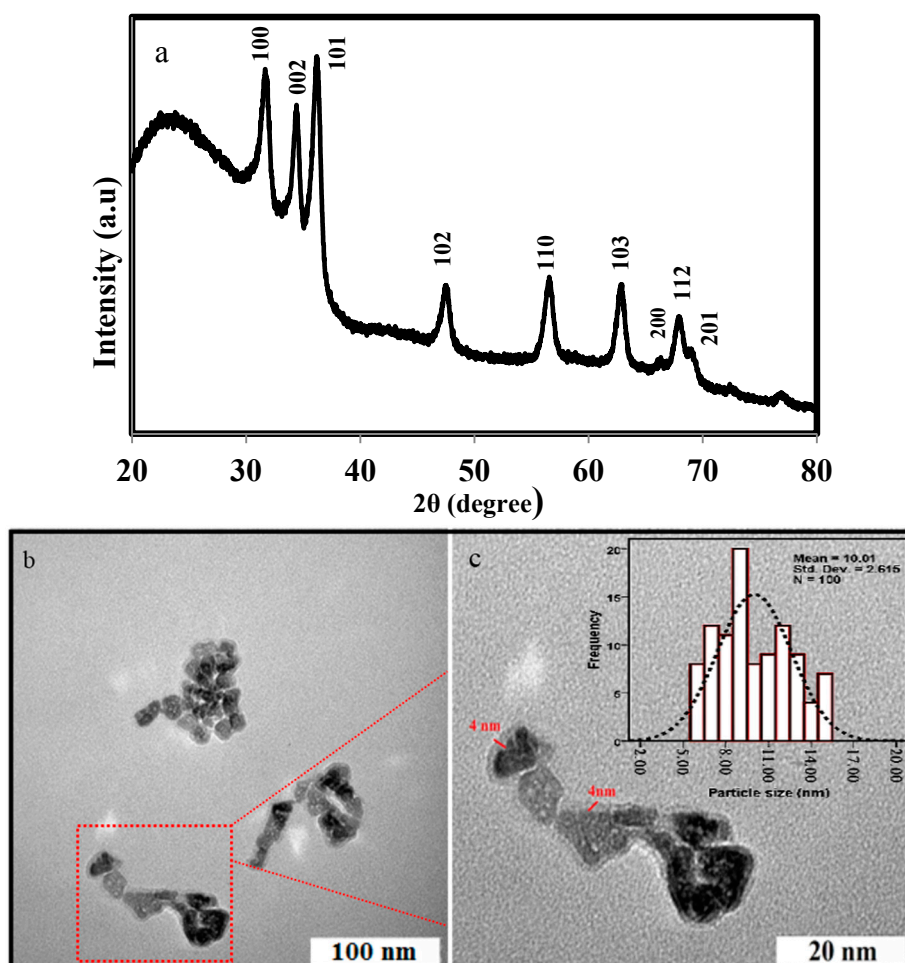 a
100
002
101
102
110
103
200
112
201
Intensity (a.u)
20 30 40 50 60 70 80
2θ (degree)
b
100 nm
c
4 nm
4nm
Mean = 10.01
Std. Dev. = 2.615
N = 100
Frequency
20
15
10
5
0
2.00 5.00 8.00 11.00 14.00 17.00 20.00
Particle size (nm)
20 nm